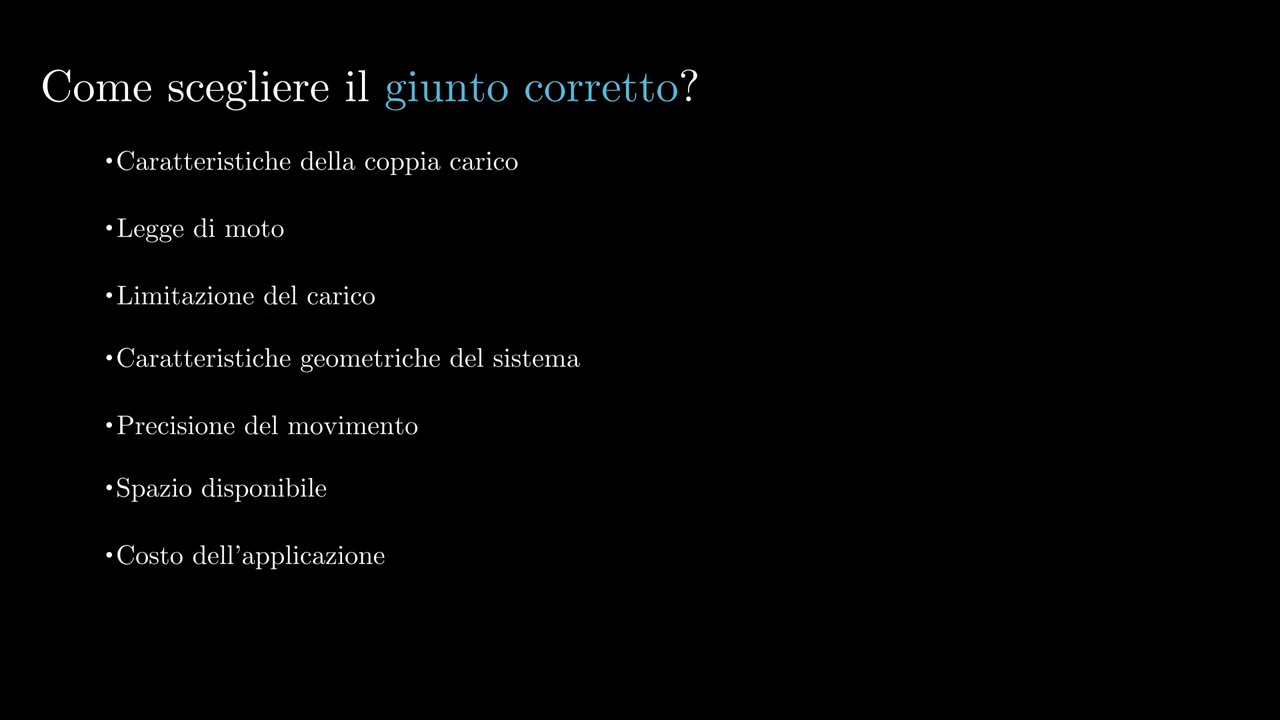 Come scegliere il giunto corretto?
•Caratteristiche della coppia carico
•Legge di moto
•Limitazione del carico
•Caratteristiche geometriche del sistema
•Precisione del movimento
•Spazio disponibile
•Costo dell'applicazione